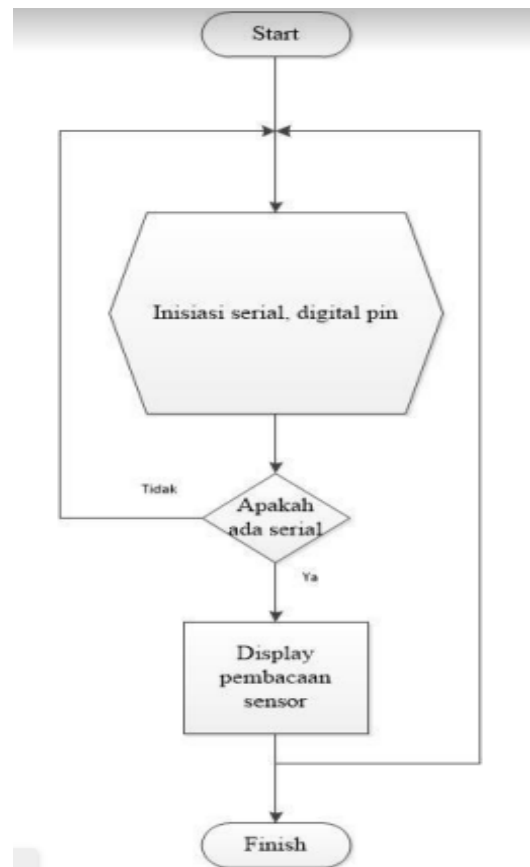 Start
Inisiasi serial, digital pin
Tidak
Apakah
ada serial
Ya
Display
pembacaan
sensor
Finish